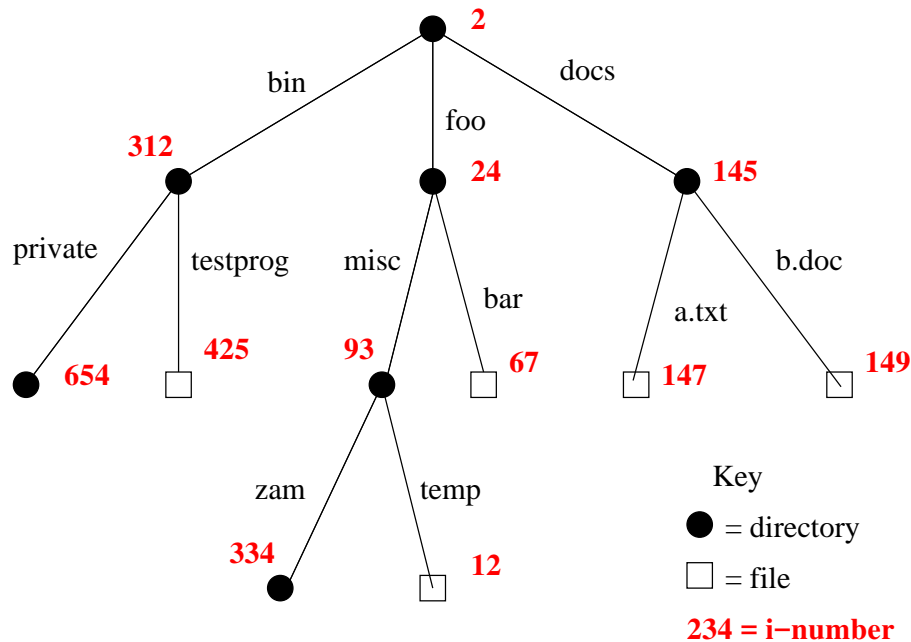 2
bin
docs
foo
312
24
145
private
testprog
misc
b.doc
bar
a.txt
654
425
93
67
147
149
zam
temp
334
12
Key
= directory
= file
234 = i−number